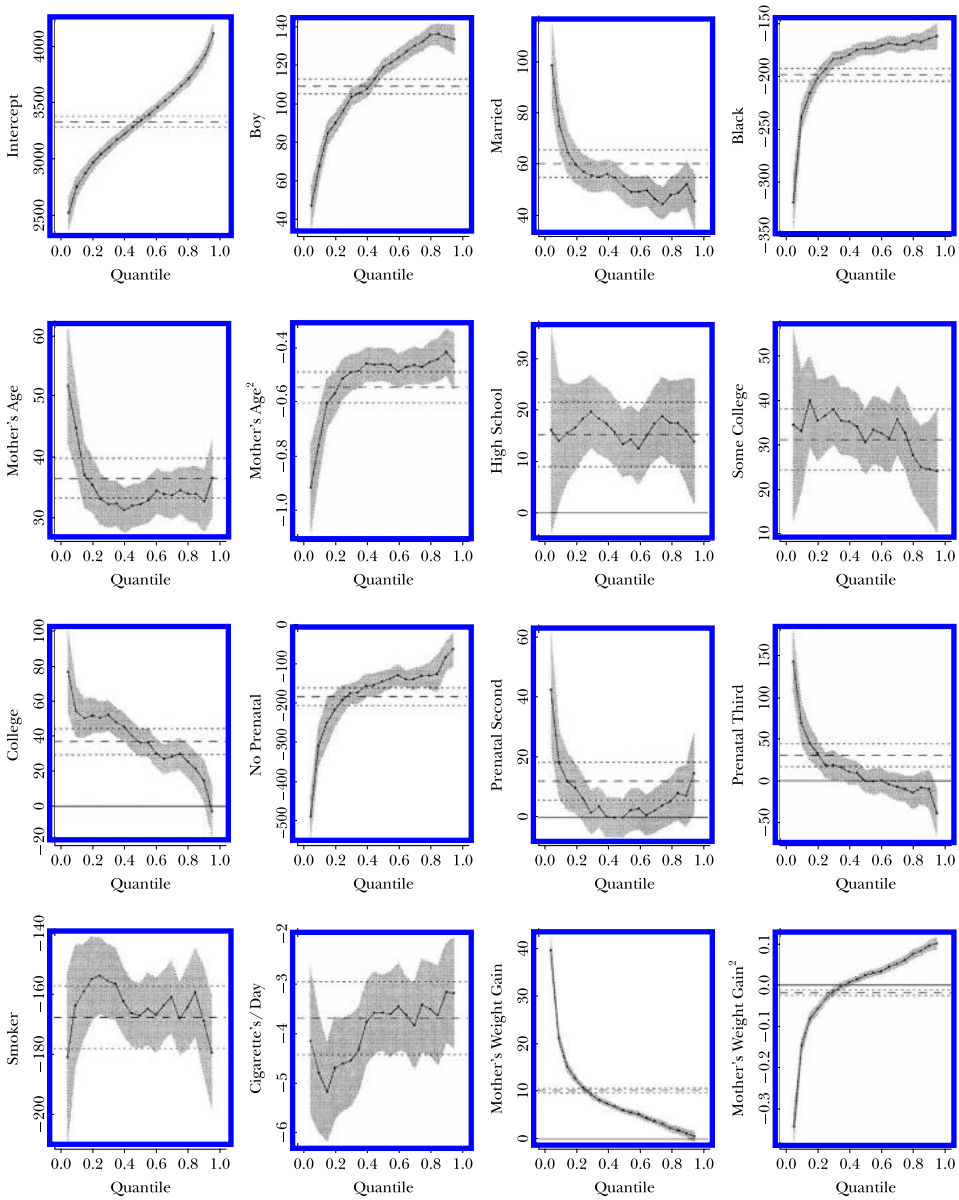 Intercept
2500 3000 3500 4000
0.0 0.2 0.4 0.6 0.8 1.0
Quantile
Boy
40 60 80 100 120 140
0.0 0.2 0.4 0.6 0.8 1.0
Quantile
Married
40 60 80 100
0.0 0.2 0.4 0.6 0.8 1.0
Quantile
Black
−350 −300 −250 −200 −150
0.0 0.2 0.4 0.6 0.8 1.0
Quantile
Mother's Age
30 40 50 60
0.0 0.2 0.4 0.6 0.8 1.0
Quantile
Mother's Age²
−1.0 −0.8 −0.6 −0.4
0.0 0.2 0.4 0.6 0.8 1.0
Quantile
High School
0 10 20 30
0.0 0.2 0.4 0.6 0.8 1.0
Quantile
Some College
10 20 30 40 50
0.0 0.2 0.4 0.6 0.8 1.0
Quantile
College
−20 0 20 40 60 80 100
0.0 0.2 0.4 0.6 0.8 1.0
Quantile
No Prenatal
−500 −400 −300 −200 −100 0
0.0 0.2 0.4 0.6 0.8 1.0
Quantile
Prenatal Second
0 20 40 60
0.0 0.2 0.4 0.6 0.8 1.0
Quantile
Prenatal Third
−50 0 50 100 150
0.0 0.2 0.4 0.6 0.8 1.0
Quantile
Smoker
−200 −180 −160 −140
0.0 0.2 0.4 0.6 0.8 1.0
Quantile
Cigarette's/Day
−6 −5 −4 −3 −2
0.0 0.2 0.4 0.6 0.8 1.0
Quantile
Mother's Weight Gain
0 10 20 30 40
0.0 0.2 0.4 0.6 0.8 1.0
Quantile
Mother's Weight Gain²
−0.3 −0.2 −0.1 0.0 0.1
0.0 0.2 0.4 0.6 0.8 1.0
Quantile